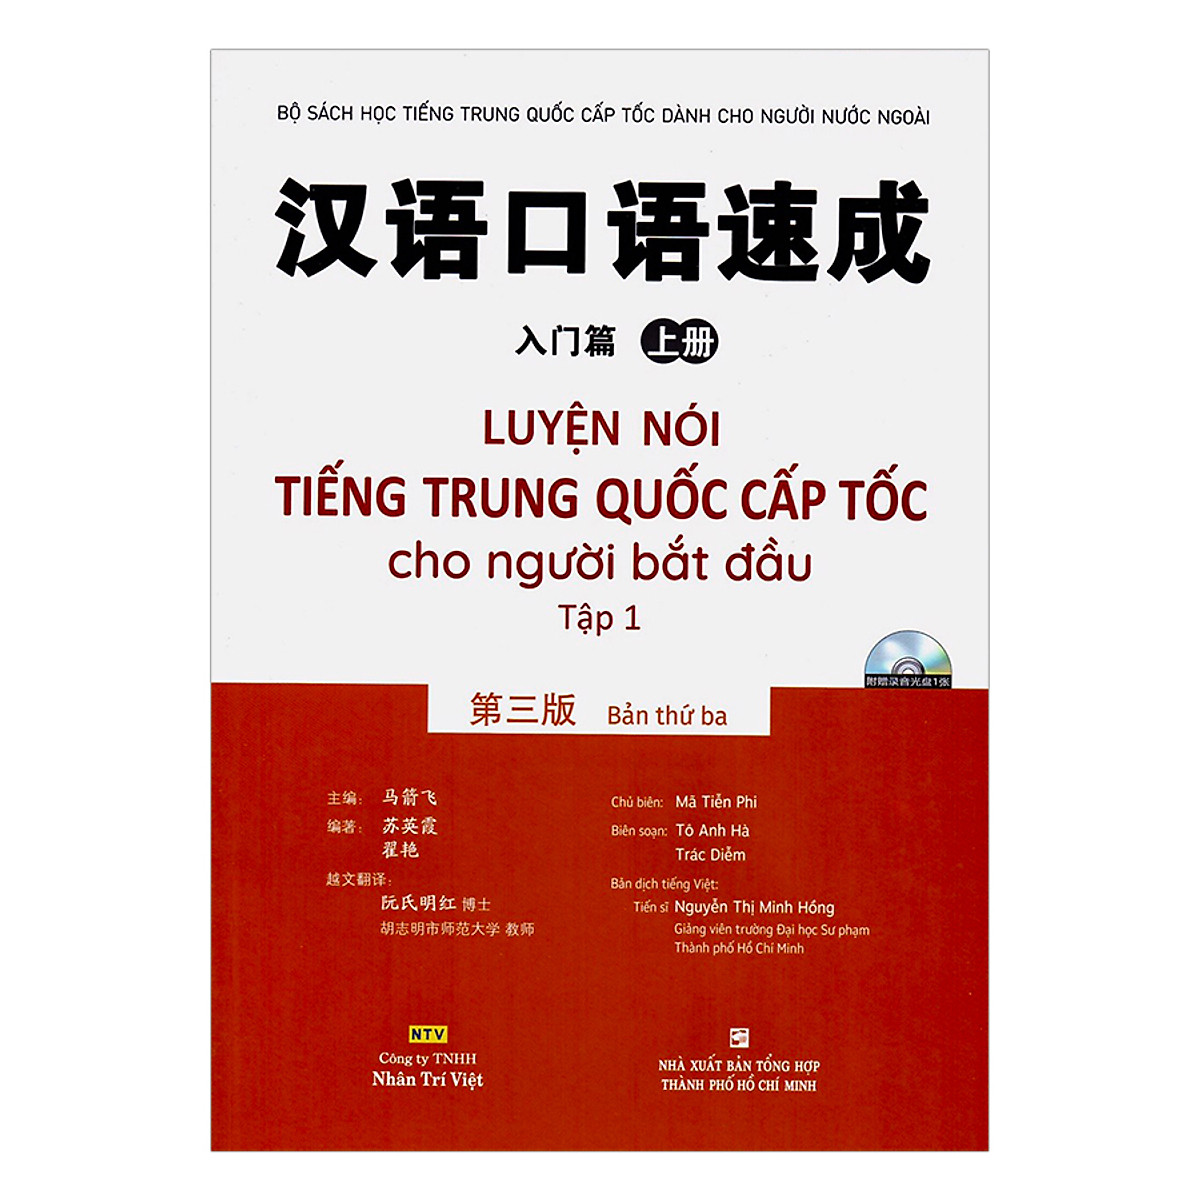 BỘ SÁCH HỌC TIẾNG TRUNG QUỐC CẤP TỐC DÀNH CHO NGƯỜI NƯỚC NGOÀI
汉语口语速成
入门篇 上册
LUYỆN NÓI
TIẾNG TRUNG QUỐC CẤP TỐC
cho người bắt đầu
Tập 1
附赠录音光盘1张
第三版 Bản thứ ba
主编: 马箭飞
编著: 苏英霞
翟艳
越文翻译:
阮氏明红 博士
胡志明市师范大学 教师
Chủ biên: Mã Tiễn Phi
Biên soạn: Tô Anh Hà
Trác Diễm
Bản dịch tiếng Việt:
Tiến sĩ Nguyễn Thị Minh Hồng
Giảng viên trường Đại học Sư phạm
Thành phố Hồ Chí Minh
NTV
Công ty TNHH
Nhân Trí Việt
NHÀ XUẤT BẢN TỔNG HỢP
THÀNH PHỐ HỒ CHÍ MINH